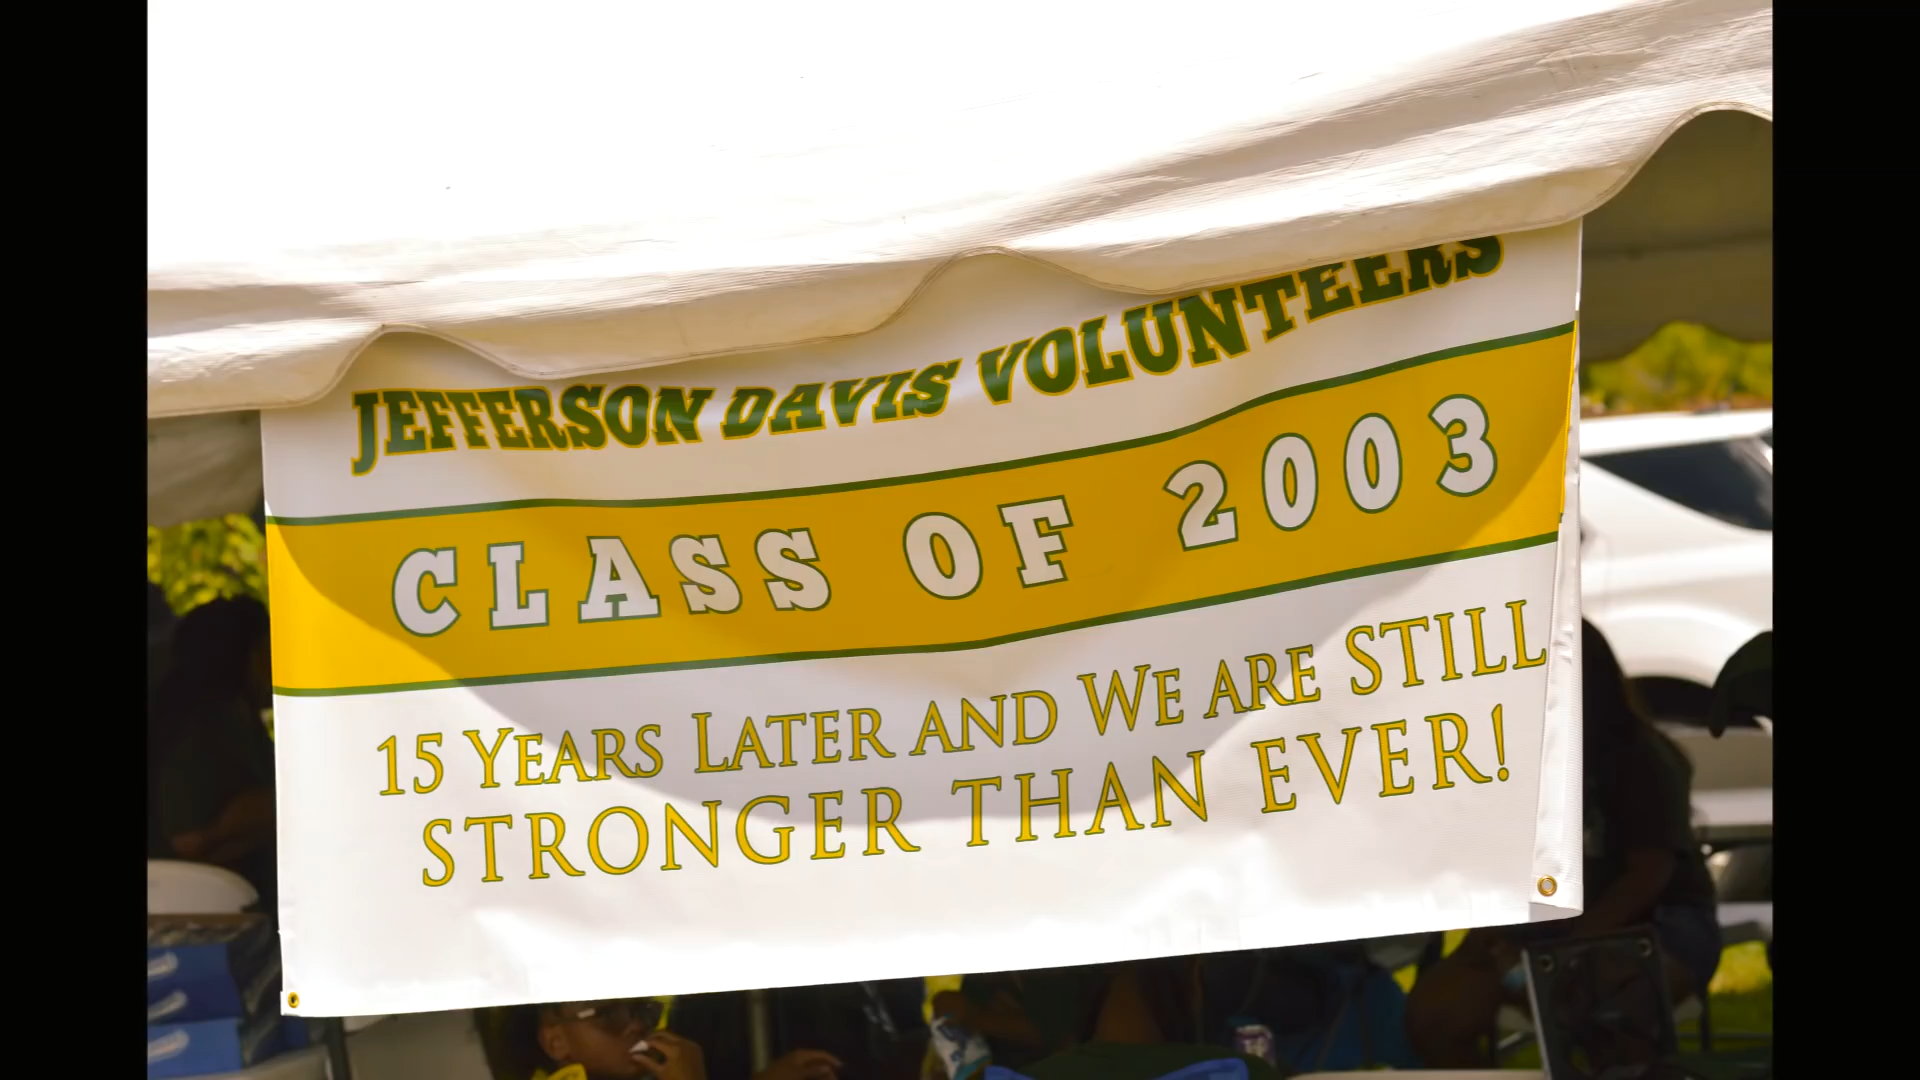 JEFFERSON DAVIS VOLUNTEERS
CLASS OF 2003
15 YEARS LATER AND WE ARE STILL
STRONGER THAN EVER!